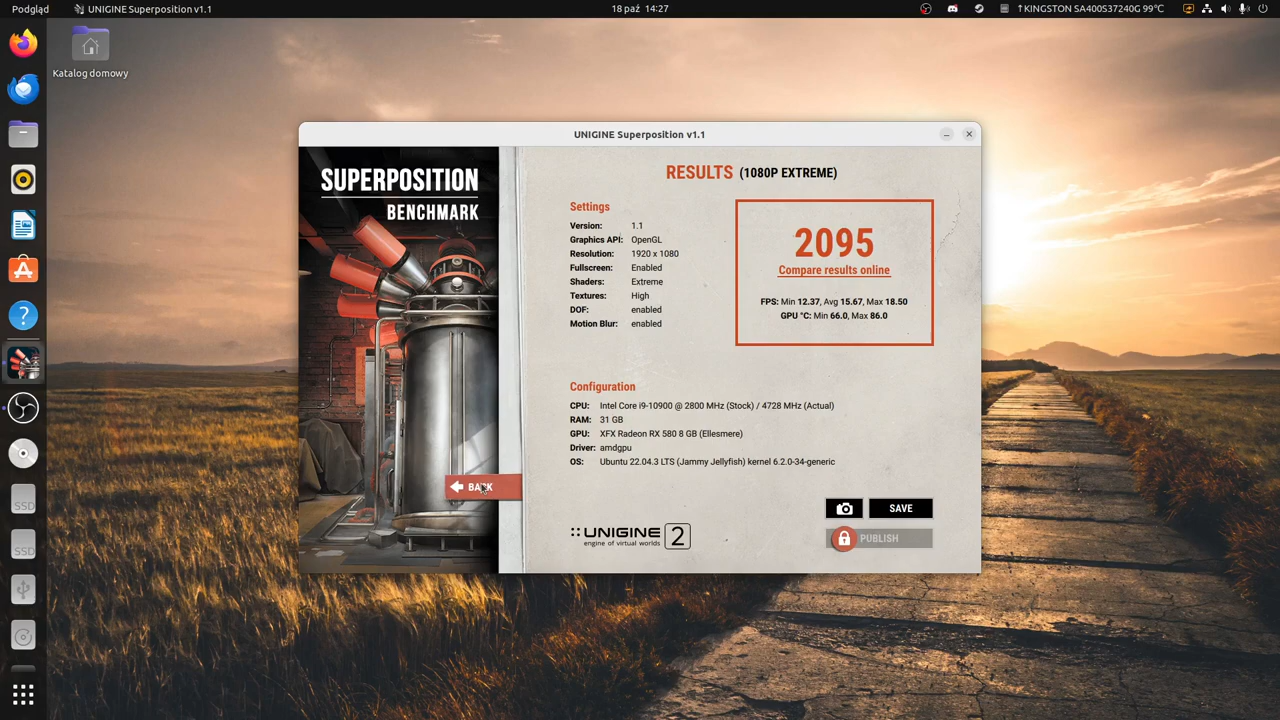 Podgląd
UNIGINE Superposition v1.1
18 paź 14:27
↑KINGSTON SA400S37240G 99℃
Katalog domowy
UNIGINE Superposition v1.1
SUPERPOSITION
BENCHMARK
RESULTS (1080P EXTREME)
Settings
Version: 1.1
Graphics API: OpenGL
Resolution: 1920 x 1080
Fullscreen: Enabled
Shaders: Extreme
Textures: High
DOF: enabled
Motion Blur: enabled
2095
Compare results online
FPS: Min 12.37, Avg 15.67, Max 18.50
GPU °C: Min 66.0, Max 86.0
Configuration
CPU: Intel Core i9-10900 @ 2800 MHz (Stock) / 4728 MHz (Actual)
RAM: 31 GB
GPU: XFX Radeon RX 580 8 GB (Ellesmere)
Driver: amdgpu
OS: Ubuntu 22.04.3 LTS (Jammy Jellyfish) kernel 6.2.0-34-generic
BACK
SAVE
PUBLISH
UNIGINE 2
engine of virtual worlds
SSD
SSD